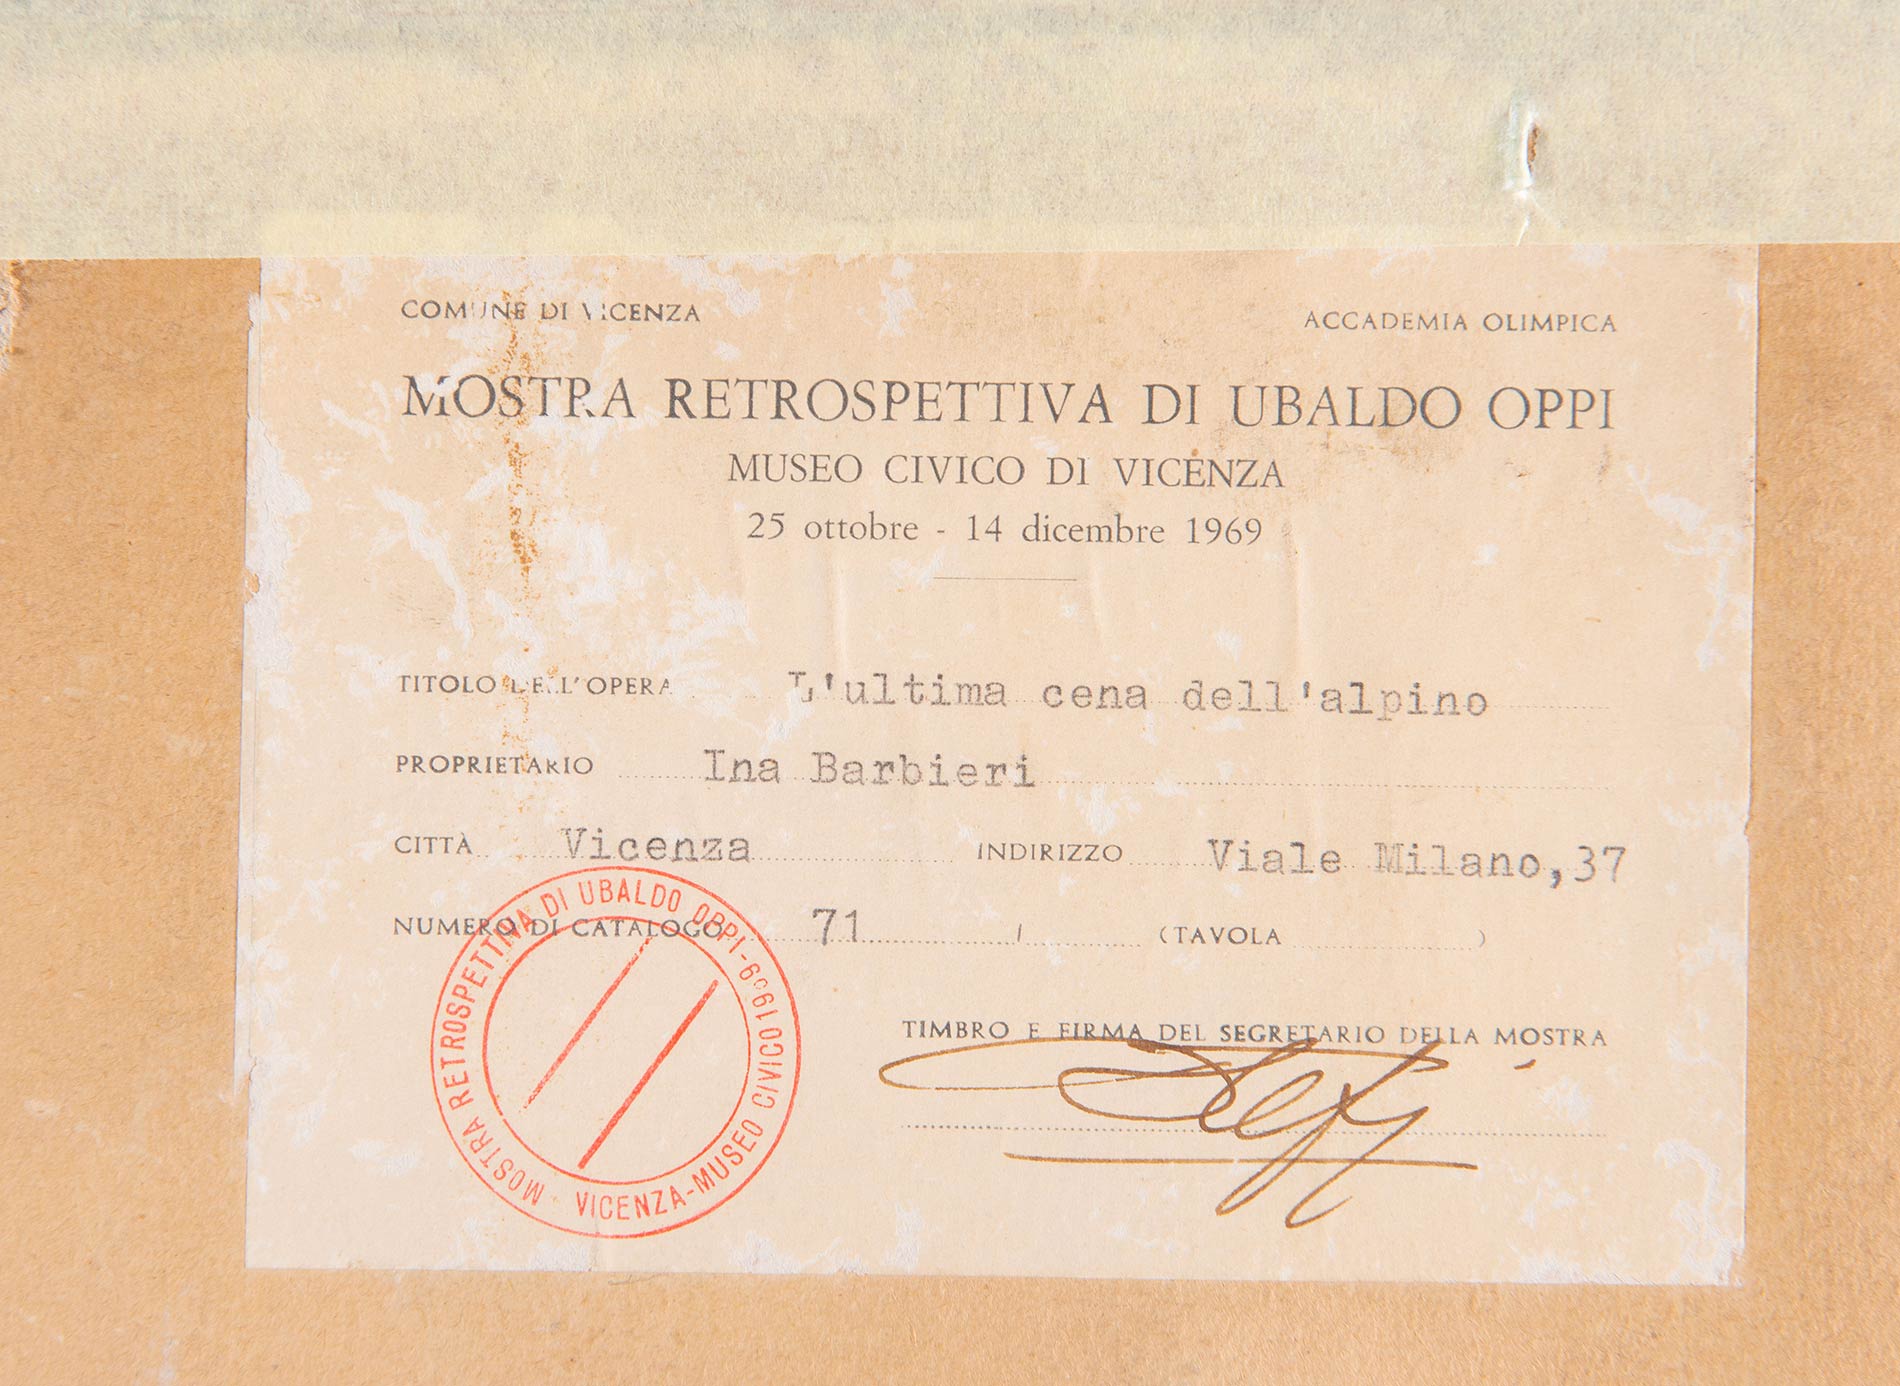 COMUNE DI VICENZA ACCADEMIA OLIMPICA
MOSTRA RETROSPETTIVA DI UBALDO OPPI
MUSEO CIVICO DI VICENZA
25 ottobre - 14 dicembre 1969
TITOLO DELL'OPERA L'ultima cena dell'alpino
PROPRIETARIO Ina Barbieri
CITTÀ Vicenza INDIRIZZO Viale Milano,37
NUMERO DI CATALOGO 71 / (TAVOLA )
TIMBRO E FIRMA DEL SEGRETARIO DELLA MOSTRA
MOSTRA RETROSPETTIVA DI UBALDO OPPI-1969
VICENZA-MUSEO CIVICO